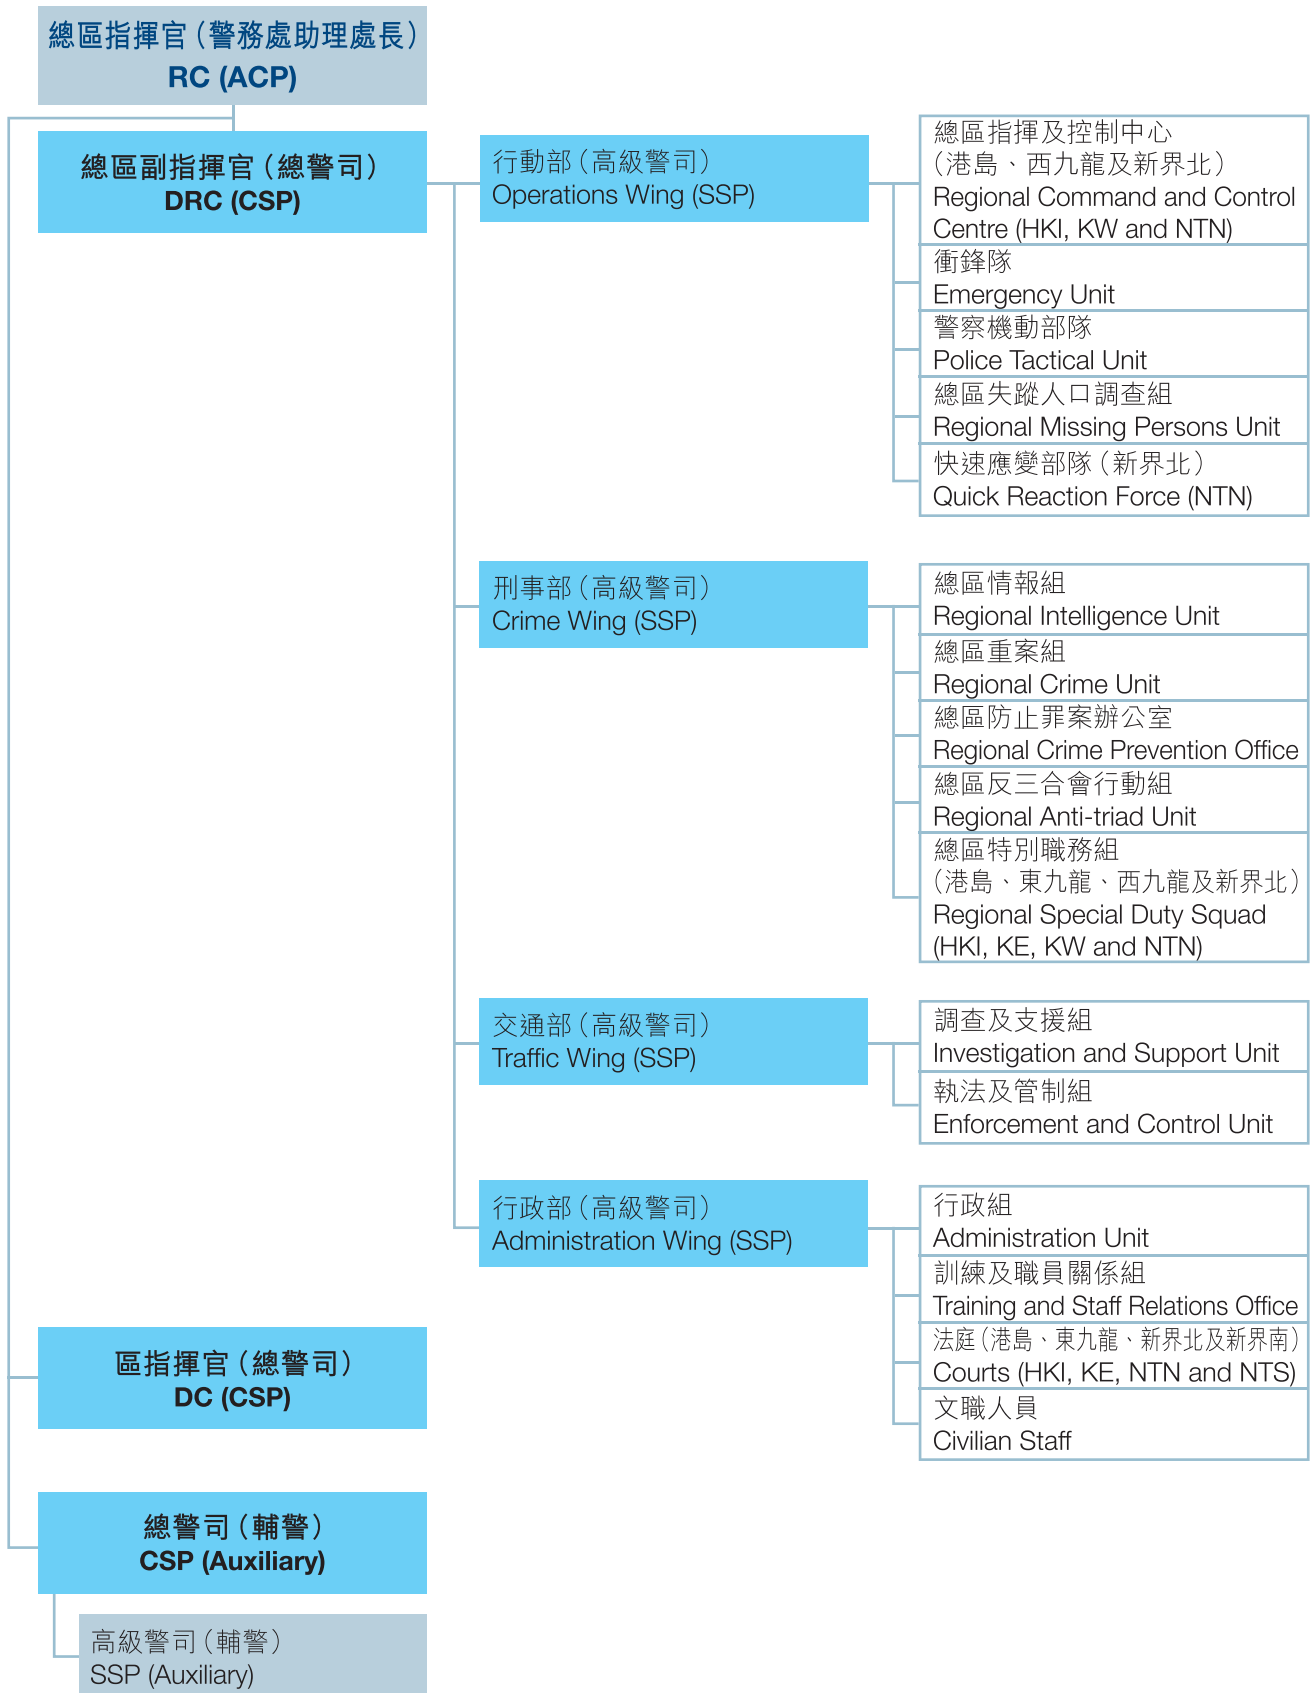 總區指揮官（警務處助理處長）
RC (ACP)
總區副指揮官（總警司）
DRC (CSP)
行動部（高級警司）
Operations Wing (SSP)
總區指揮及控制中心
（港島、西九龍及新界北）
Regional Command and Control
Centre (HKI, KW and NTN)
衝鋒隊
Emergency Unit
警察機動部隊
Police Tactical Unit
總區失蹤人口調查組
Regional Missing Persons Unit
快速應變部隊（新界北）
Quick Reaction Force (NTN)
刑事部（高級警司）
Crime Wing (SSP)
總區情報組
Regional Intelligence Unit
總區重案組
Regional Crime Unit
總區防止罪案辦公室
Regional Crime Prevention Office
總區反三合會行動組
Regional Anti-triad Unit
總區特別職務組
（港島、東九龍、西九龍及新界北）
Regional Special Duty Squad
(HKI, KE, KW and NTN)
交通部（高級警司）
Traffic Wing (SSP)
調查及支援組
Investigation and Support Unit
執法及管制組
Enforcement and Control Unit
行政部（高級警司）
Administration Wing (SSP)
行政組
Administration Unit
訓練及職員關係組
Training and Staff Relations Office
法庭（港島、東九龍、新界北及新界南）
Courts (HKI, KE, NTN and NTS)
文職人員
Civilian Staff
區指揮官（總警司）
DC (CSP)
總警司（輔警）
CSP (Auxiliary)
高級警司（輔警）
SSP (Auxiliary)